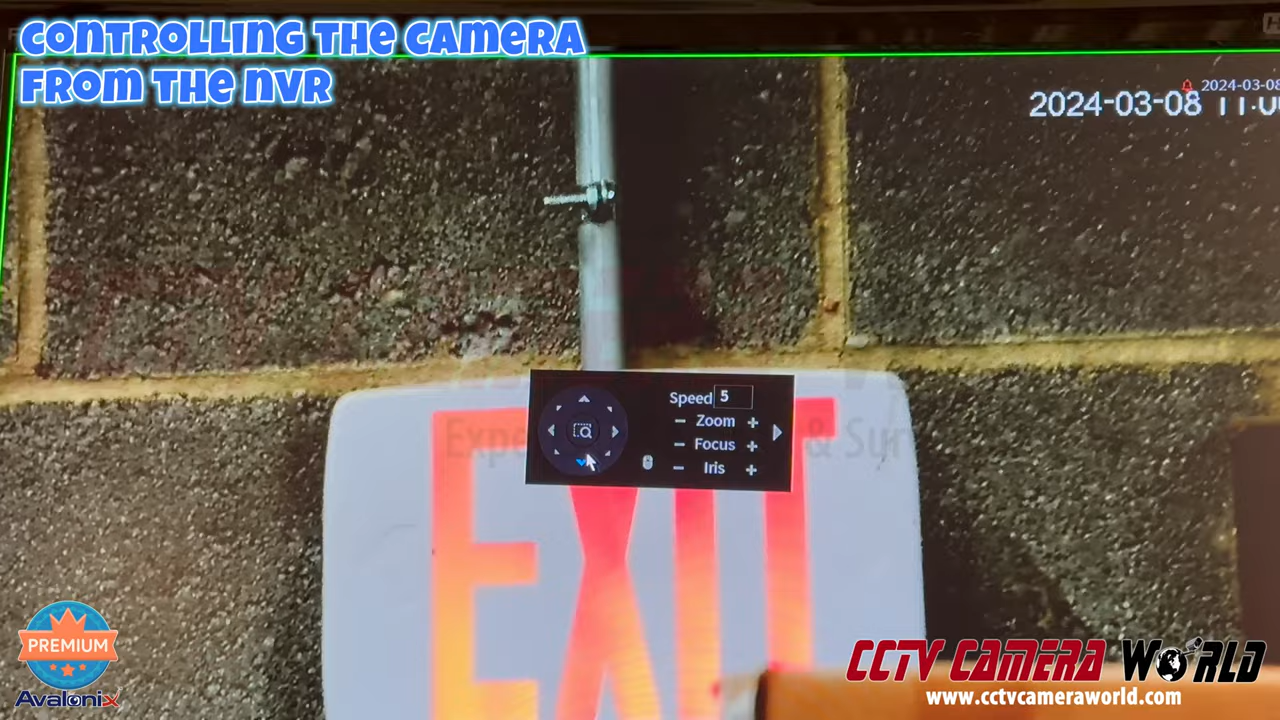 CONTROLLING THE CAMERA
FROM THE NVR
2024-03-08
2024-03-08
Speed 5
- Zoom +
- Focus +
- Iris +
EXIT
PREMIUM
Avalonix
CCTV CAMERA WORLD
www.cctvcameraworld.com